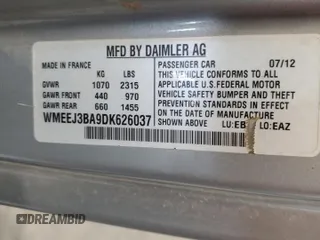 MFD BY DAIMLER AG
MADE IN FRANCE
KG LBS
GVWR 1070 2315
GAWR FRONT 440 970
GAWR REAR 660 1455
PASSENGER CAR 07/12
THIS VEHICLE CONFORMS TO ALL
APPLICABLE U.S. FEDERAL MOTOR
VEHICLE SAFETY, BUMPER AND
THEFT PREVENTION STANDARDS
IN EFFECT ON THE DATE OF
MANUFACTURE SHOWN ABOVE.
WMEEJ3BA9DK626037
LU:EB LO:EAZ
DREAMBID